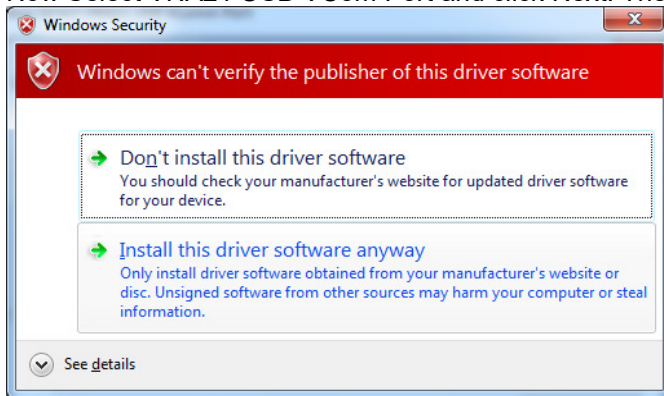 Windows Security
Windows can't verify the publisher of this driver software
Don't install this driver software
You should check your manufacturer's website for updated driver software
for your device.
Install this driver software anyway
Only install driver software obtained from your manufacturer's website or
disc. Unsigned software from other sources may harm your computer or steal
information.
See details